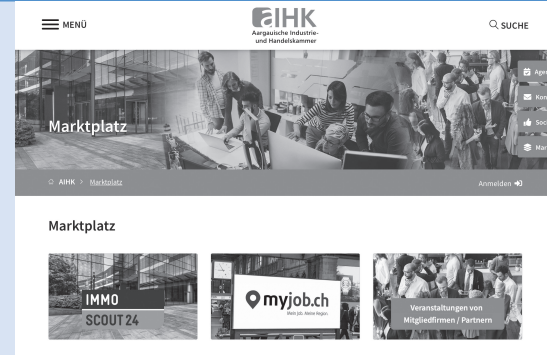 MENÜ
AIHK
Aargauische Industrie-
und Handelskammer
SUCHE
Marktplatz
AIHK > Marktplatz
Anmelden
Marktplatz
IMMO
SCOUT 24
myjob.ch
Mein Job. Meine Region.
Veranstaltungen von
Mitgliedfirmen / Partnern